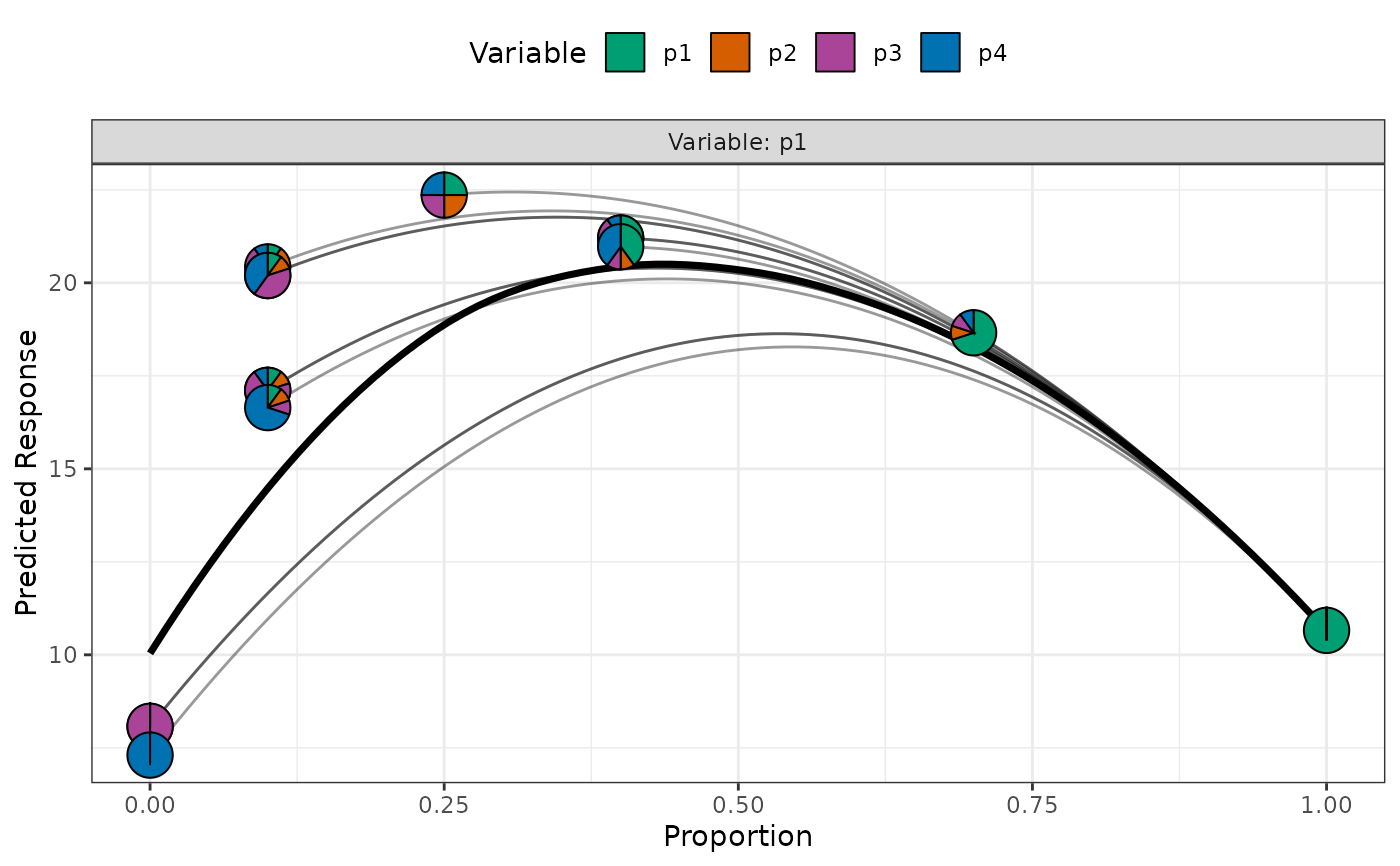 Variable p1 p2 p3 p4
Variable: p1
Predicted Response
20
15
10
0.00 0.25 0.50 0.75 1.00
Proportion